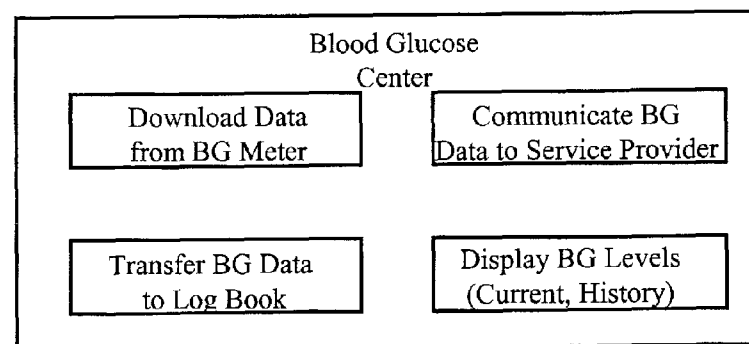 Blood Glucose
Center
Download Data
from BG Meter
Communicate BG
Data to Service Provider
Transfer BG Data
to Log Book
Display BG Levels
(Current, History)